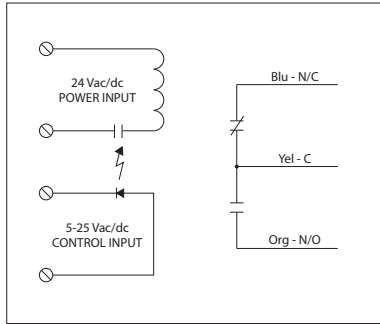 24 Vac/dc
POWER INPUT
5-25 Vac/dc
CONTROL INPUT
Blu - N/C
Yel - C
Org - N/O